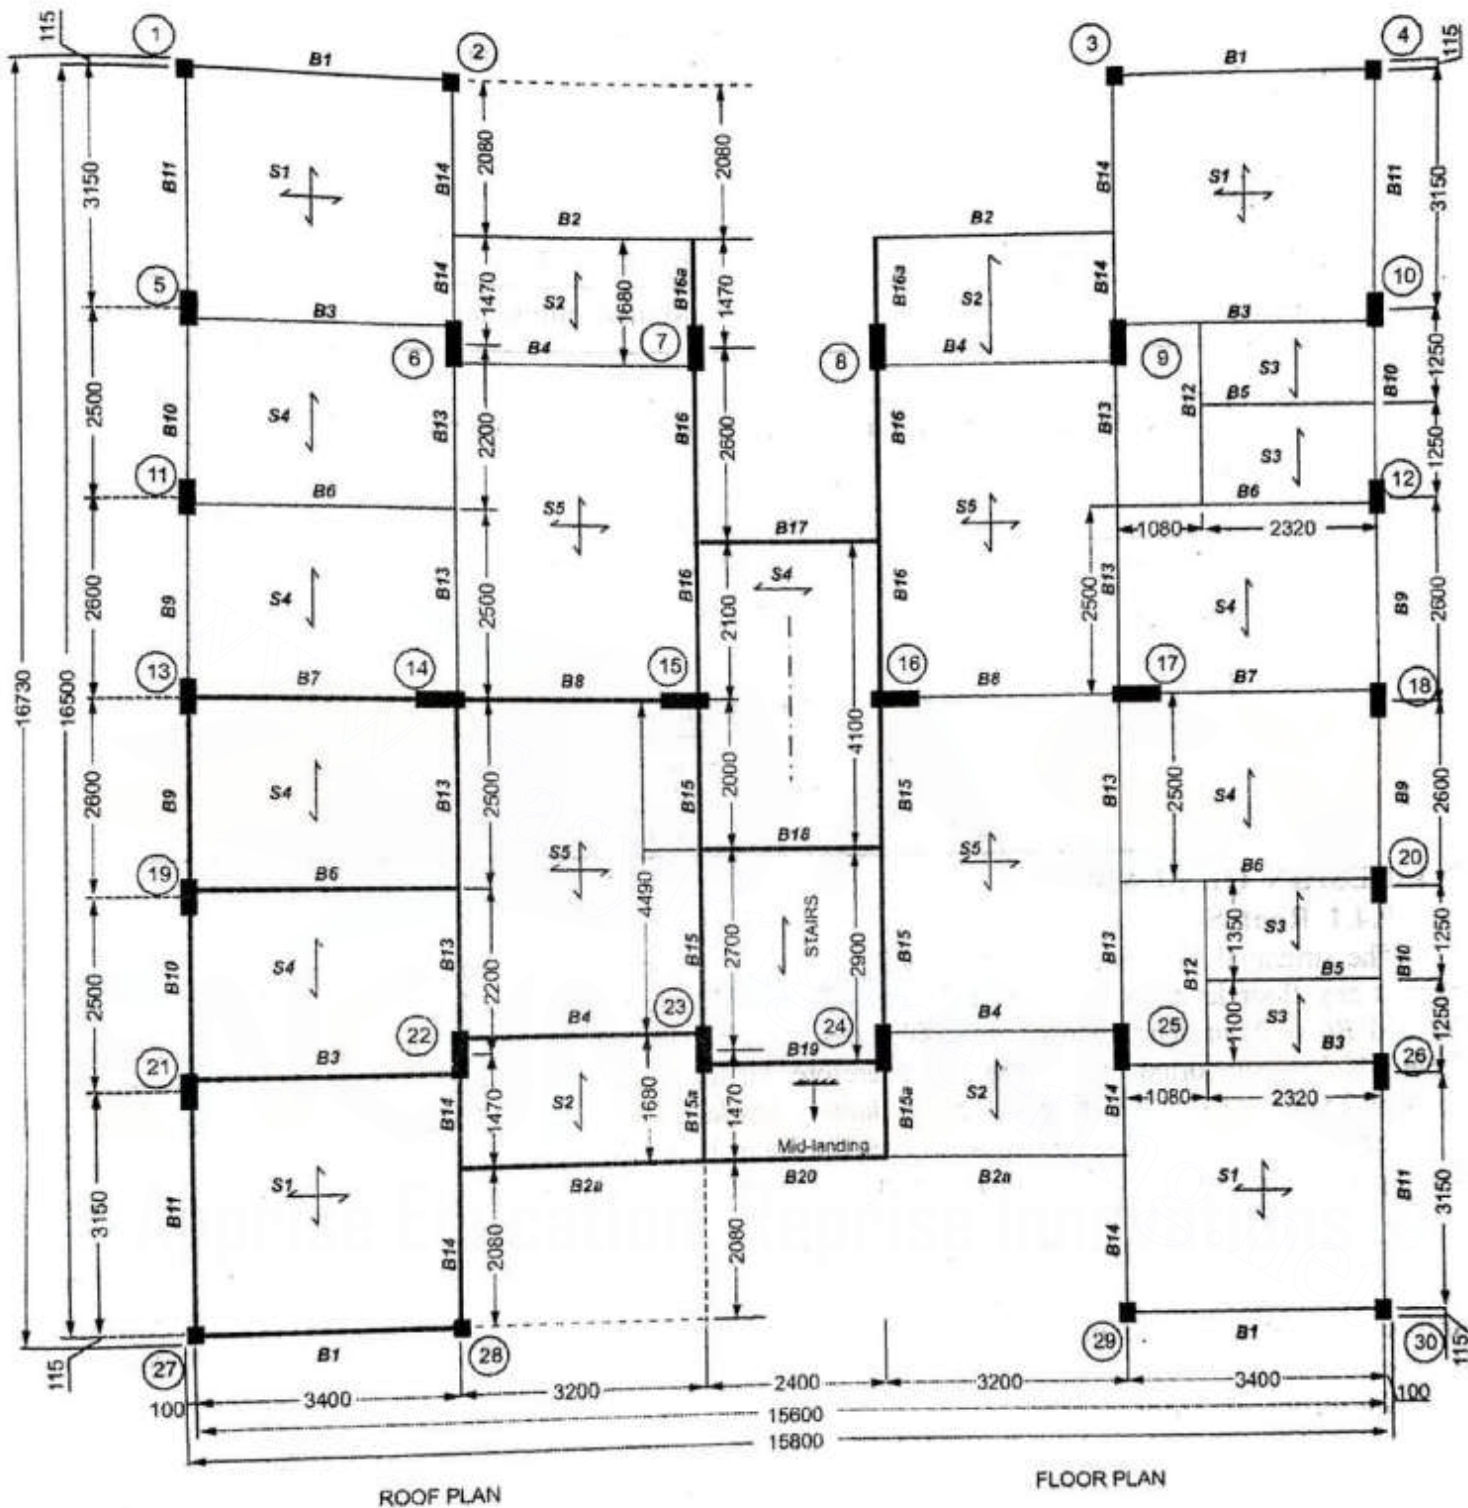 115
1
2
3
4
115
B1
B1
B11
S1
B14
2080
2080
B14
S1
B11
3150
3150
B2
B2
5
B14
1470
S2
1680
B16a
1470
B16a
S2
B14
10
B3
6
B4
7
8
B4
9
B3
2500
B10
S4
B13
2200
B16
2600
B16
B13
B12
S3
B5
B10
1250
S3
1250
11
B6
S5
B17
S5
B6
12
1080
2320
16730
16500
2600
B9
S4
B13
2500
B16
2100
S4
B16
B13
2500
S4
B9
2600
13
B7
14
B8
15
16
B8
17
B7
18
2600
B9
S4
B13
2500
2000
B15
4100
B15
B13
2500
S4
B9
2600
S5
B18
S5
19
B6
B6
20
4490
2500
B10
S4
B13
2200
B15
2700
STAIRS
2900
B15
B13
B12
1350
S3
B5
B10
1250
1100
S3
1250
21
B3
22
B4
23
B19
24
B4
25
B3
26
B14
1470
S2
1680
B15a
1470
Mid-landing
B15a
S2
B14
1080
2320
B2a
B20
B2a
3150
B11
S1
B14
2080
2080
B14
S1
B11
3150
115
27
B1
28
29
B1
30
115
100
3400
3200
2400
3200
3400
100
15600
15800
ROOF PLAN
FLOOR PLAN